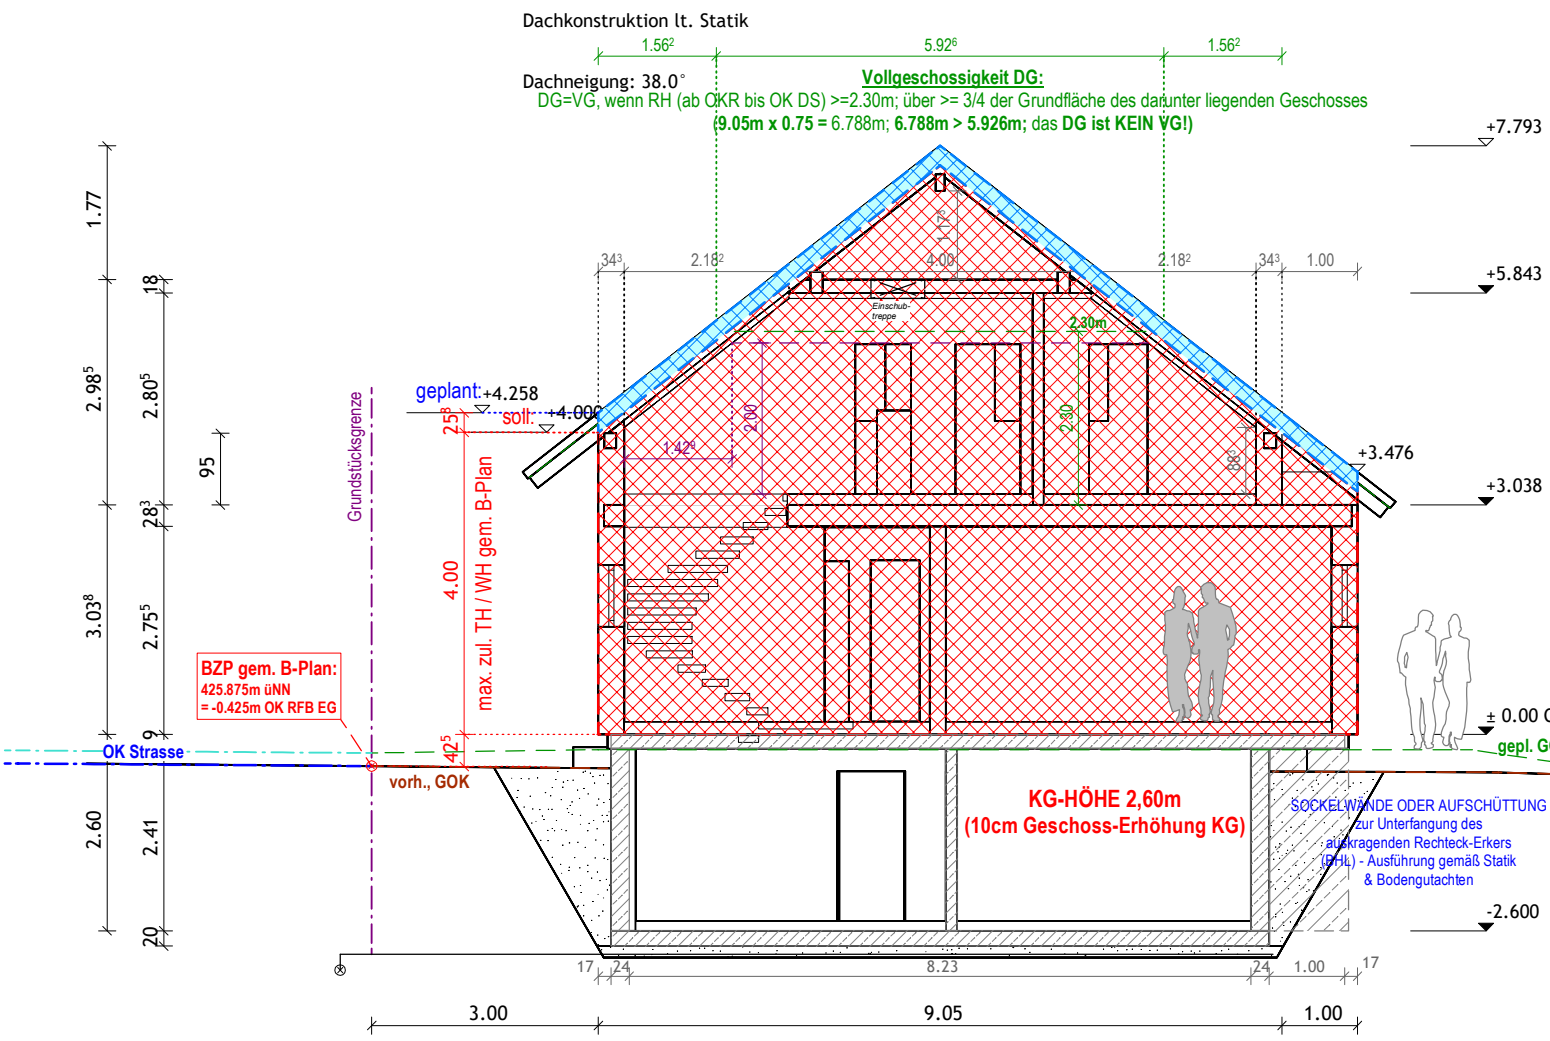 Dachkonstruktion lt. Statik
1.56²
5.92⁶
1.56²
Dachneigung: 38.0°
Vollgeschossigkeit DG:
DG=VG, wenn RH (ab OKR bis OK DS) >=2.30m; über >= 3/4 der Grundfläche des darunter liegenden Geschosses
(9.05m x 0.75 = 6.788m; 6.788m > 5.926m; das DG ist KEIN VG!)
+7.793
1.77
1.17³
34³
2.18²
4.00
2.18²
34³
1.00
+5.843
18
Einschub-
treppe
2.30m
2.98⁵
2.80⁵
geplant:
+4.258
soll:
+4.000
25⁸
Grundstücksgrenze
2.00
2.30
1.42⁹
88³
+3.476
95
+3.038
28³
4.00
max. zul. TH / WH gem. B-Plan
3.03⁸
2.75⁵
BZP gem. B-Plan:
425.875m üNN
= -0.425m OK RFB EG
± 0.00
9
42⁵
OK Strasse
gepl.
vorh., GOK
KG-HÖHE 2,60m
(10cm Geschoss-Erhöhung KG)
SOCKELWÄNDE ODER AUFSCHÜTTUNG
zur Unterfangung des
auskragenden Rechteck-Erkers
(BHL) - Ausführung gemäß Statik
& Bodengutachten
2.60
2.41
-2.600
20
17
24
8.23
24
1.00
17
3.00
9.05
1.00